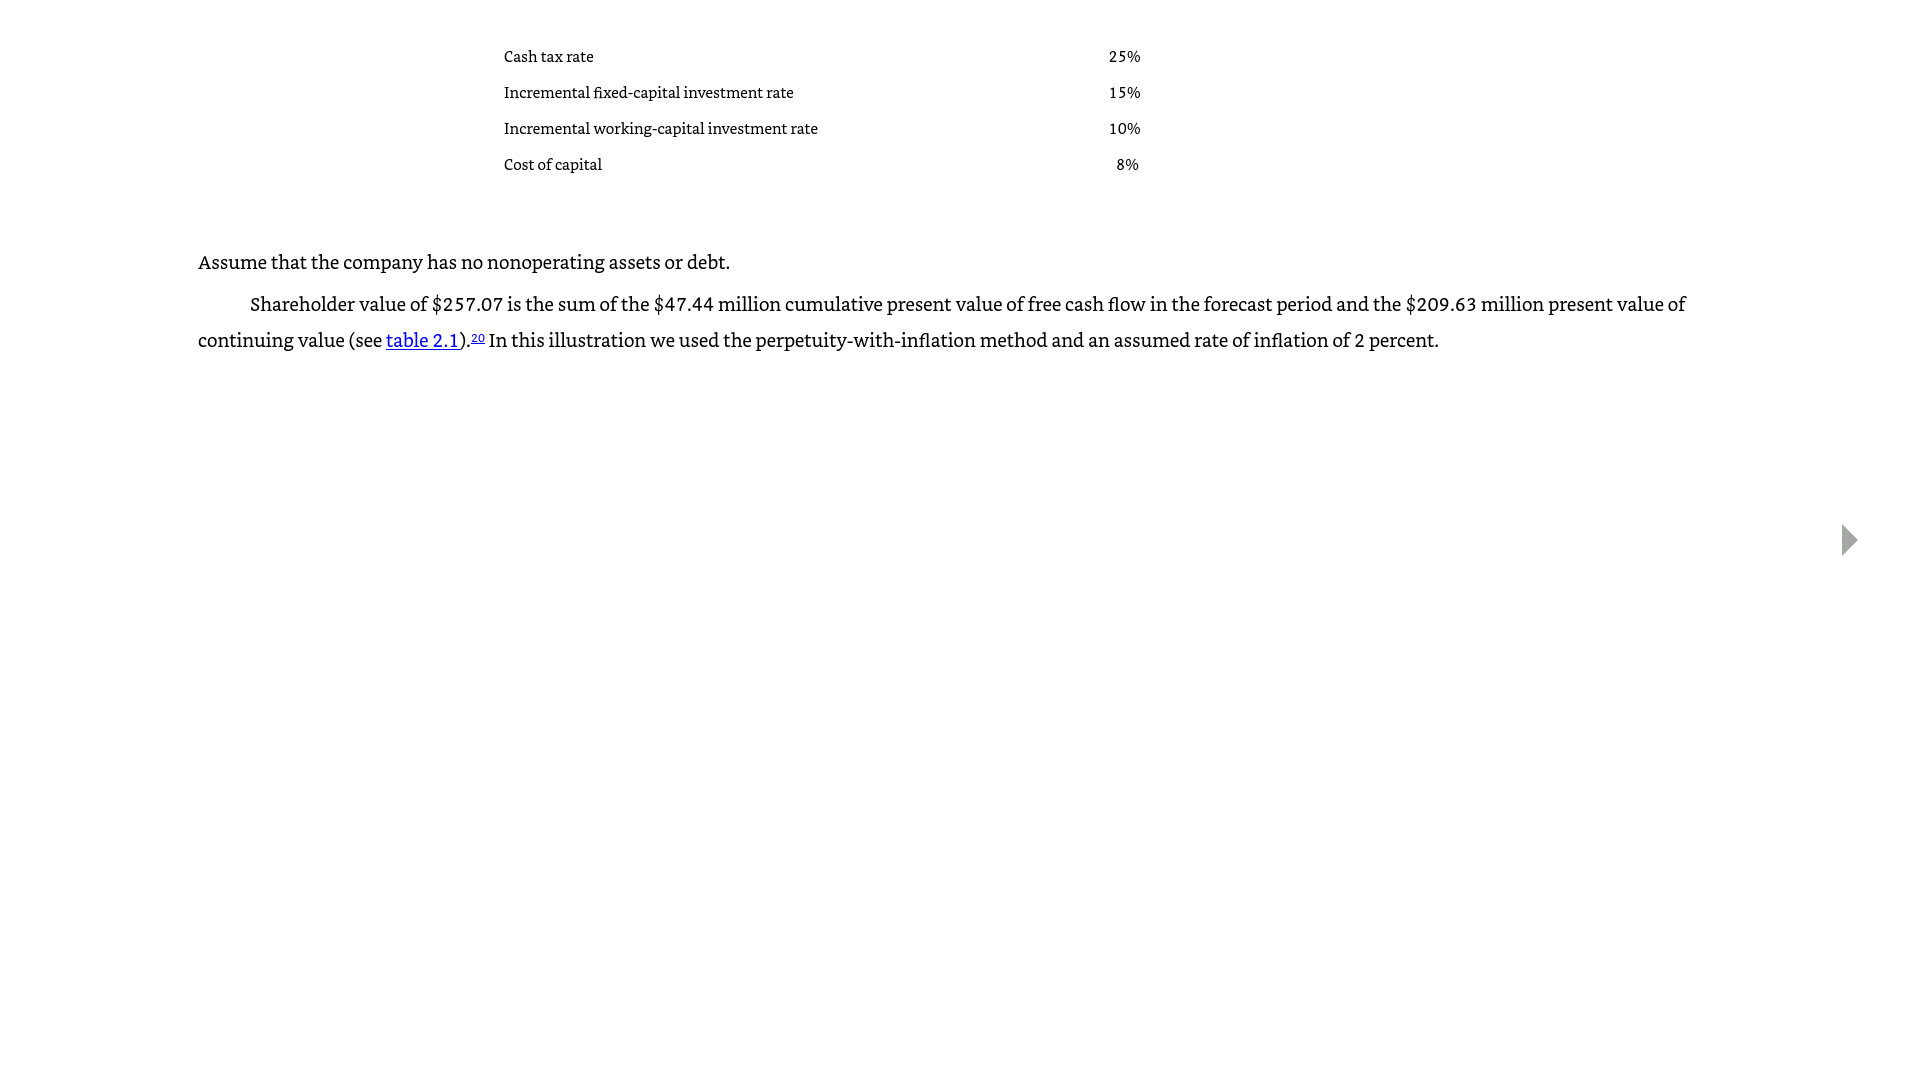 Cash tax rate 25%
Incremental fixed-capital investment rate 15%
Incremental working-capital investment rate 10%
Cost of capital 8%
Assume that the company has no nonoperating assets or debt.
Shareholder value of $257.07 is the sum of the $47.44 million cumulative present value of free cash flow in the forecast period and the $209.63 million present value of
continuing value (see table 2.1).20 In this illustration we used the perpetuity-with-inflation method and an assumed rate of inflation of 2 percent.